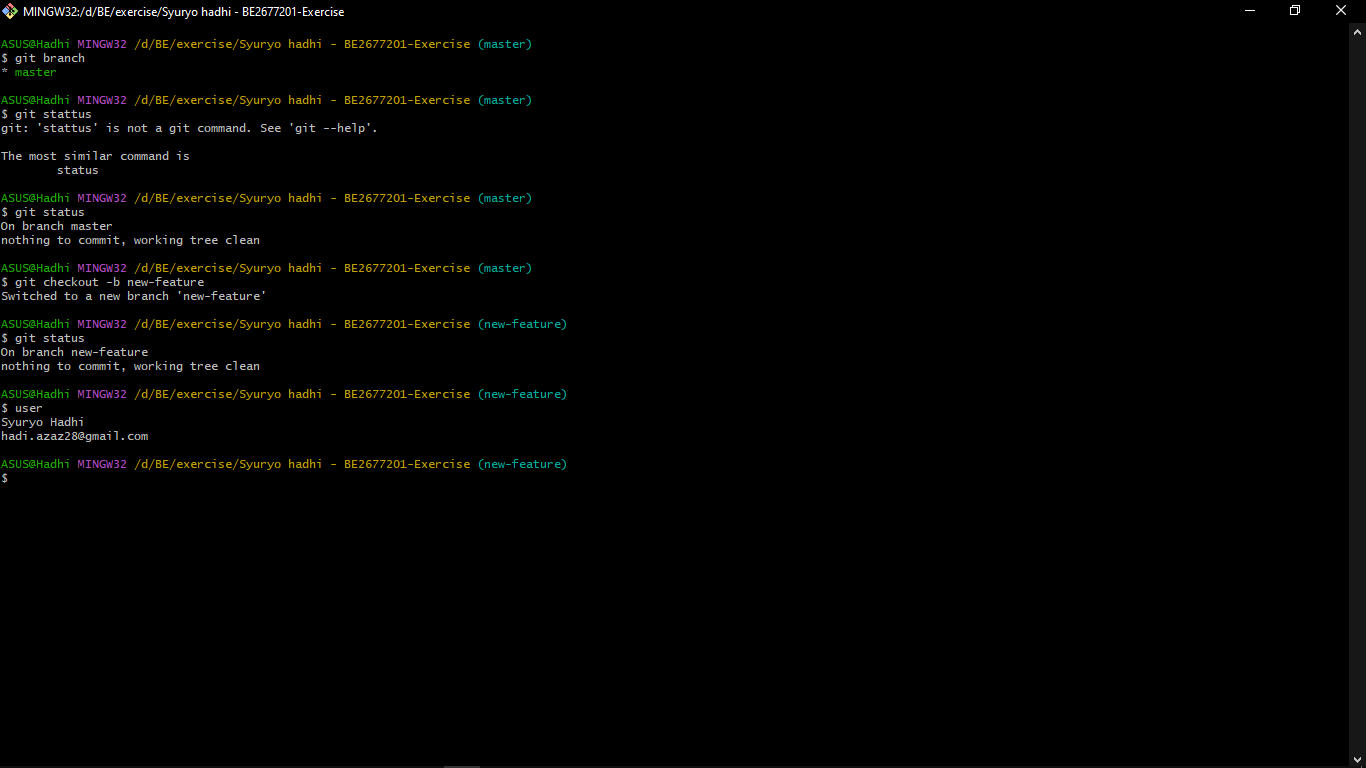 MINGW32:/d/BE/exercise/Syuryo hadhi - BE2677201-Exercise
ASUS@Hadhi MINGW32 /d/BE/exercise/Syuryo hadhi - BE2677201-Exercise (master)
$ git branch
* master
ASUS@Hadhi MINGW32 /d/BE/exercise/Syuryo hadhi - BE2677201-Exercise (master)
$ git stattus
git: 'stattus' is not a git command. See 'git --help'.
The most similar command is
        status
ASUS@Hadhi MINGW32 /d/BE/exercise/Syuryo hadhi - BE2677201-Exercise (master)
$ git status
On branch master
nothing to commit, working tree clean
ASUS@Hadhi MINGW32 /d/BE/exercise/Syuryo hadhi - BE2677201-Exercise (master)
$ git checkout -b new-feature
Switched to a new branch 'new-feature'
ASUS@Hadhi MINGW32 /d/BE/exercise/Syuryo hadhi - BE2677201-Exercise (new-feature)
$ git status
On branch new-feature
nothing to commit, working tree clean
ASUS@Hadhi MINGW32 /d/BE/exercise/Syuryo hadhi - BE2677201-Exercise (new-feature)
$ user
Syuryo Hadhi
hadi.azaz28@gmail.com
ASUS@Hadhi MINGW32 /d/BE/exercise/Syuryo hadhi - BE2677201-Exercise (new-feature)
$